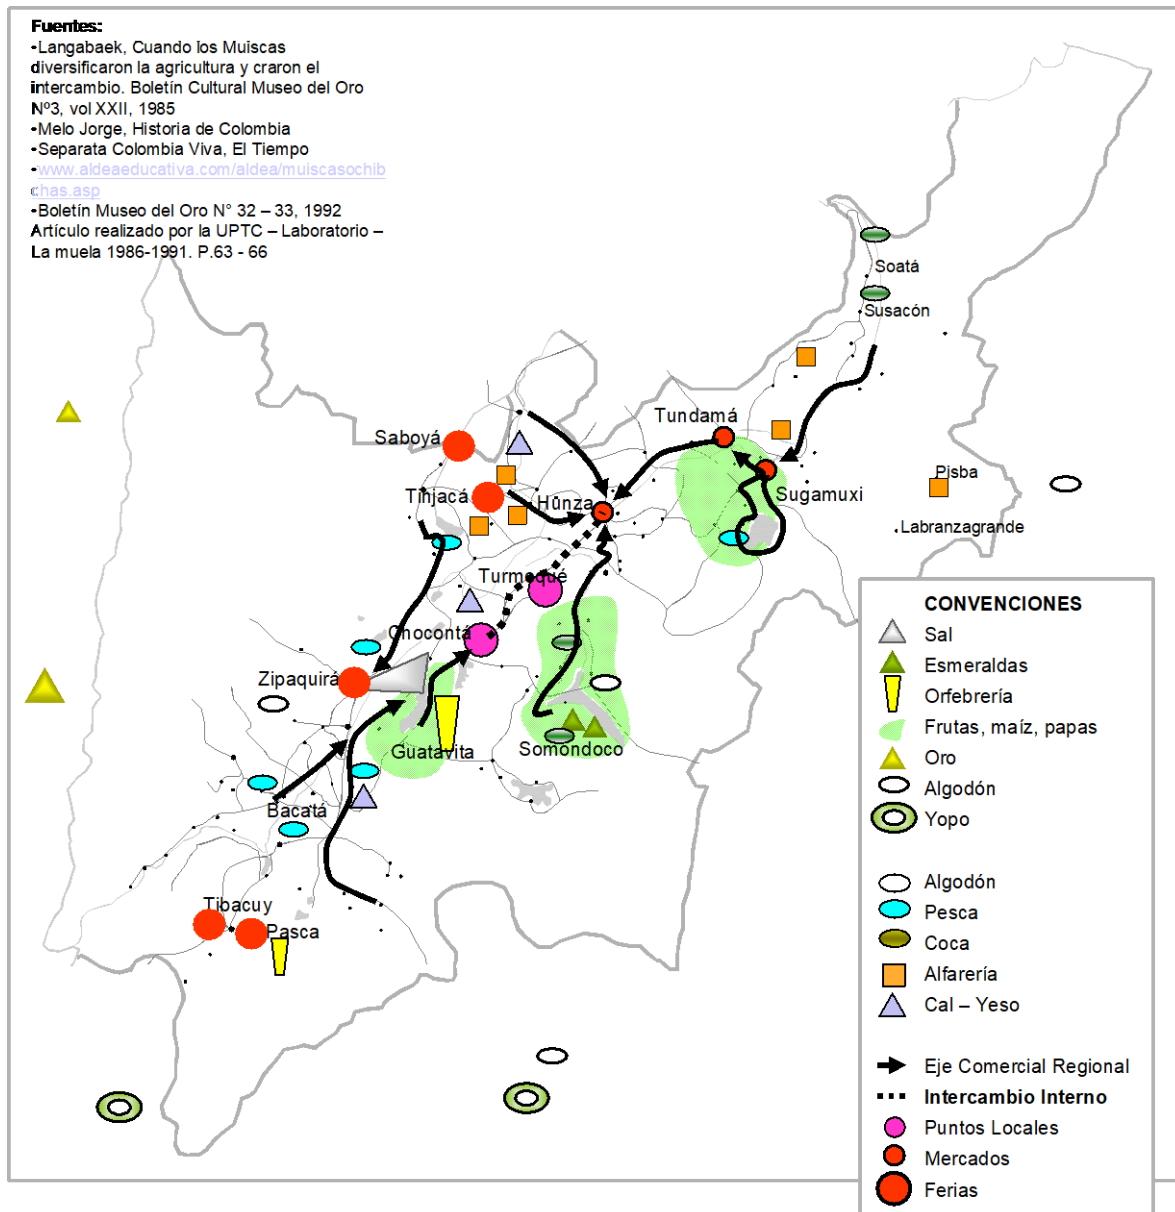 Fuentes:
-Langabaek, Cuando los Muiscas
diversificaron la agricultura y craron el
intercambio. Boletín Cultural Museo del Oro
Nº3, vol XXII, 1985
-Melo Jorge, Historia de Colombia
-Separata Colombia Viva, El Tiempo
-www.aldeaeducativa.com/aldea/muiscasochib
chas.asp
-Boletín Museo del Oro N° 32 – 33, 1992
Artículo realizado por la UPTC – Laboratorio –
La muela 1986-1991. P.63 - 66
Soatá
Susacón
Tundamá
Saboyá
Sugamuxi
Pisba
Tinjacá
Hunza
Labranzagrande
Turmequé
Chocontá
Zipaquirá
Guatavita
Somondoco
Bacatá
Tibacuy
Pasca
CONVENCIONES
Sal
Esmeraldas
Orfebrería
Frutas, maíz, papas
Oro
Algodón
Yopo
Algodón
Pesca
Coca
Alfarería
Cal – Yeso
Eje Comercial Regional
Intercambio Interno
Puntos Locales
Mercados
Ferias